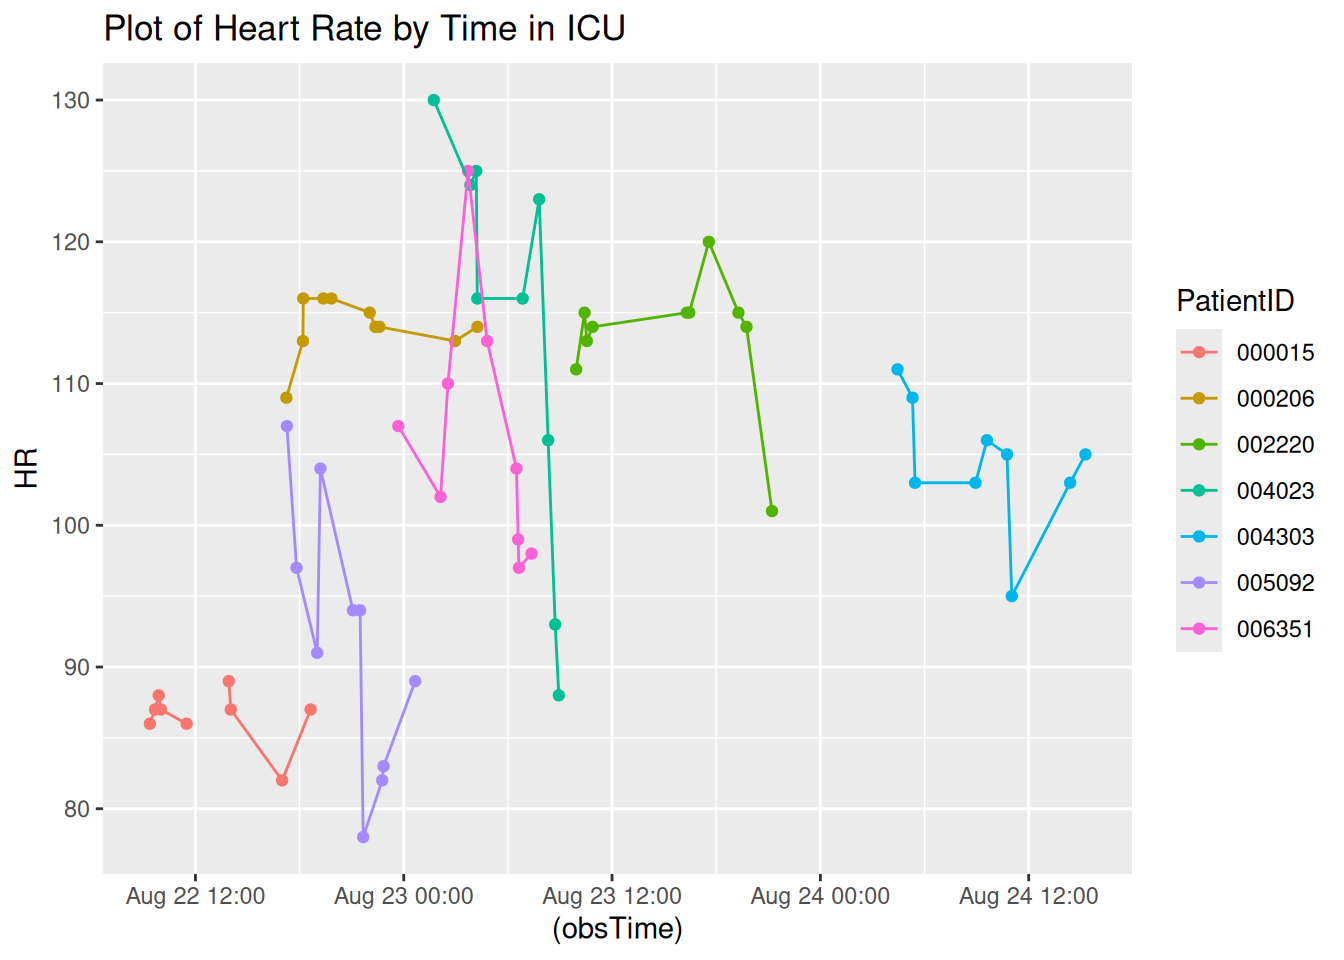 Plot of Heart Rate by Time in ICU
130
120
110
100
90
80
HR
Aug 22 12:00
Aug 23 00:00
Aug 23 12:00
Aug 24 00:00
Aug 24 12:00
(obsTime)
PatientID
000015
000206
002220
004023
004303
005092
006351